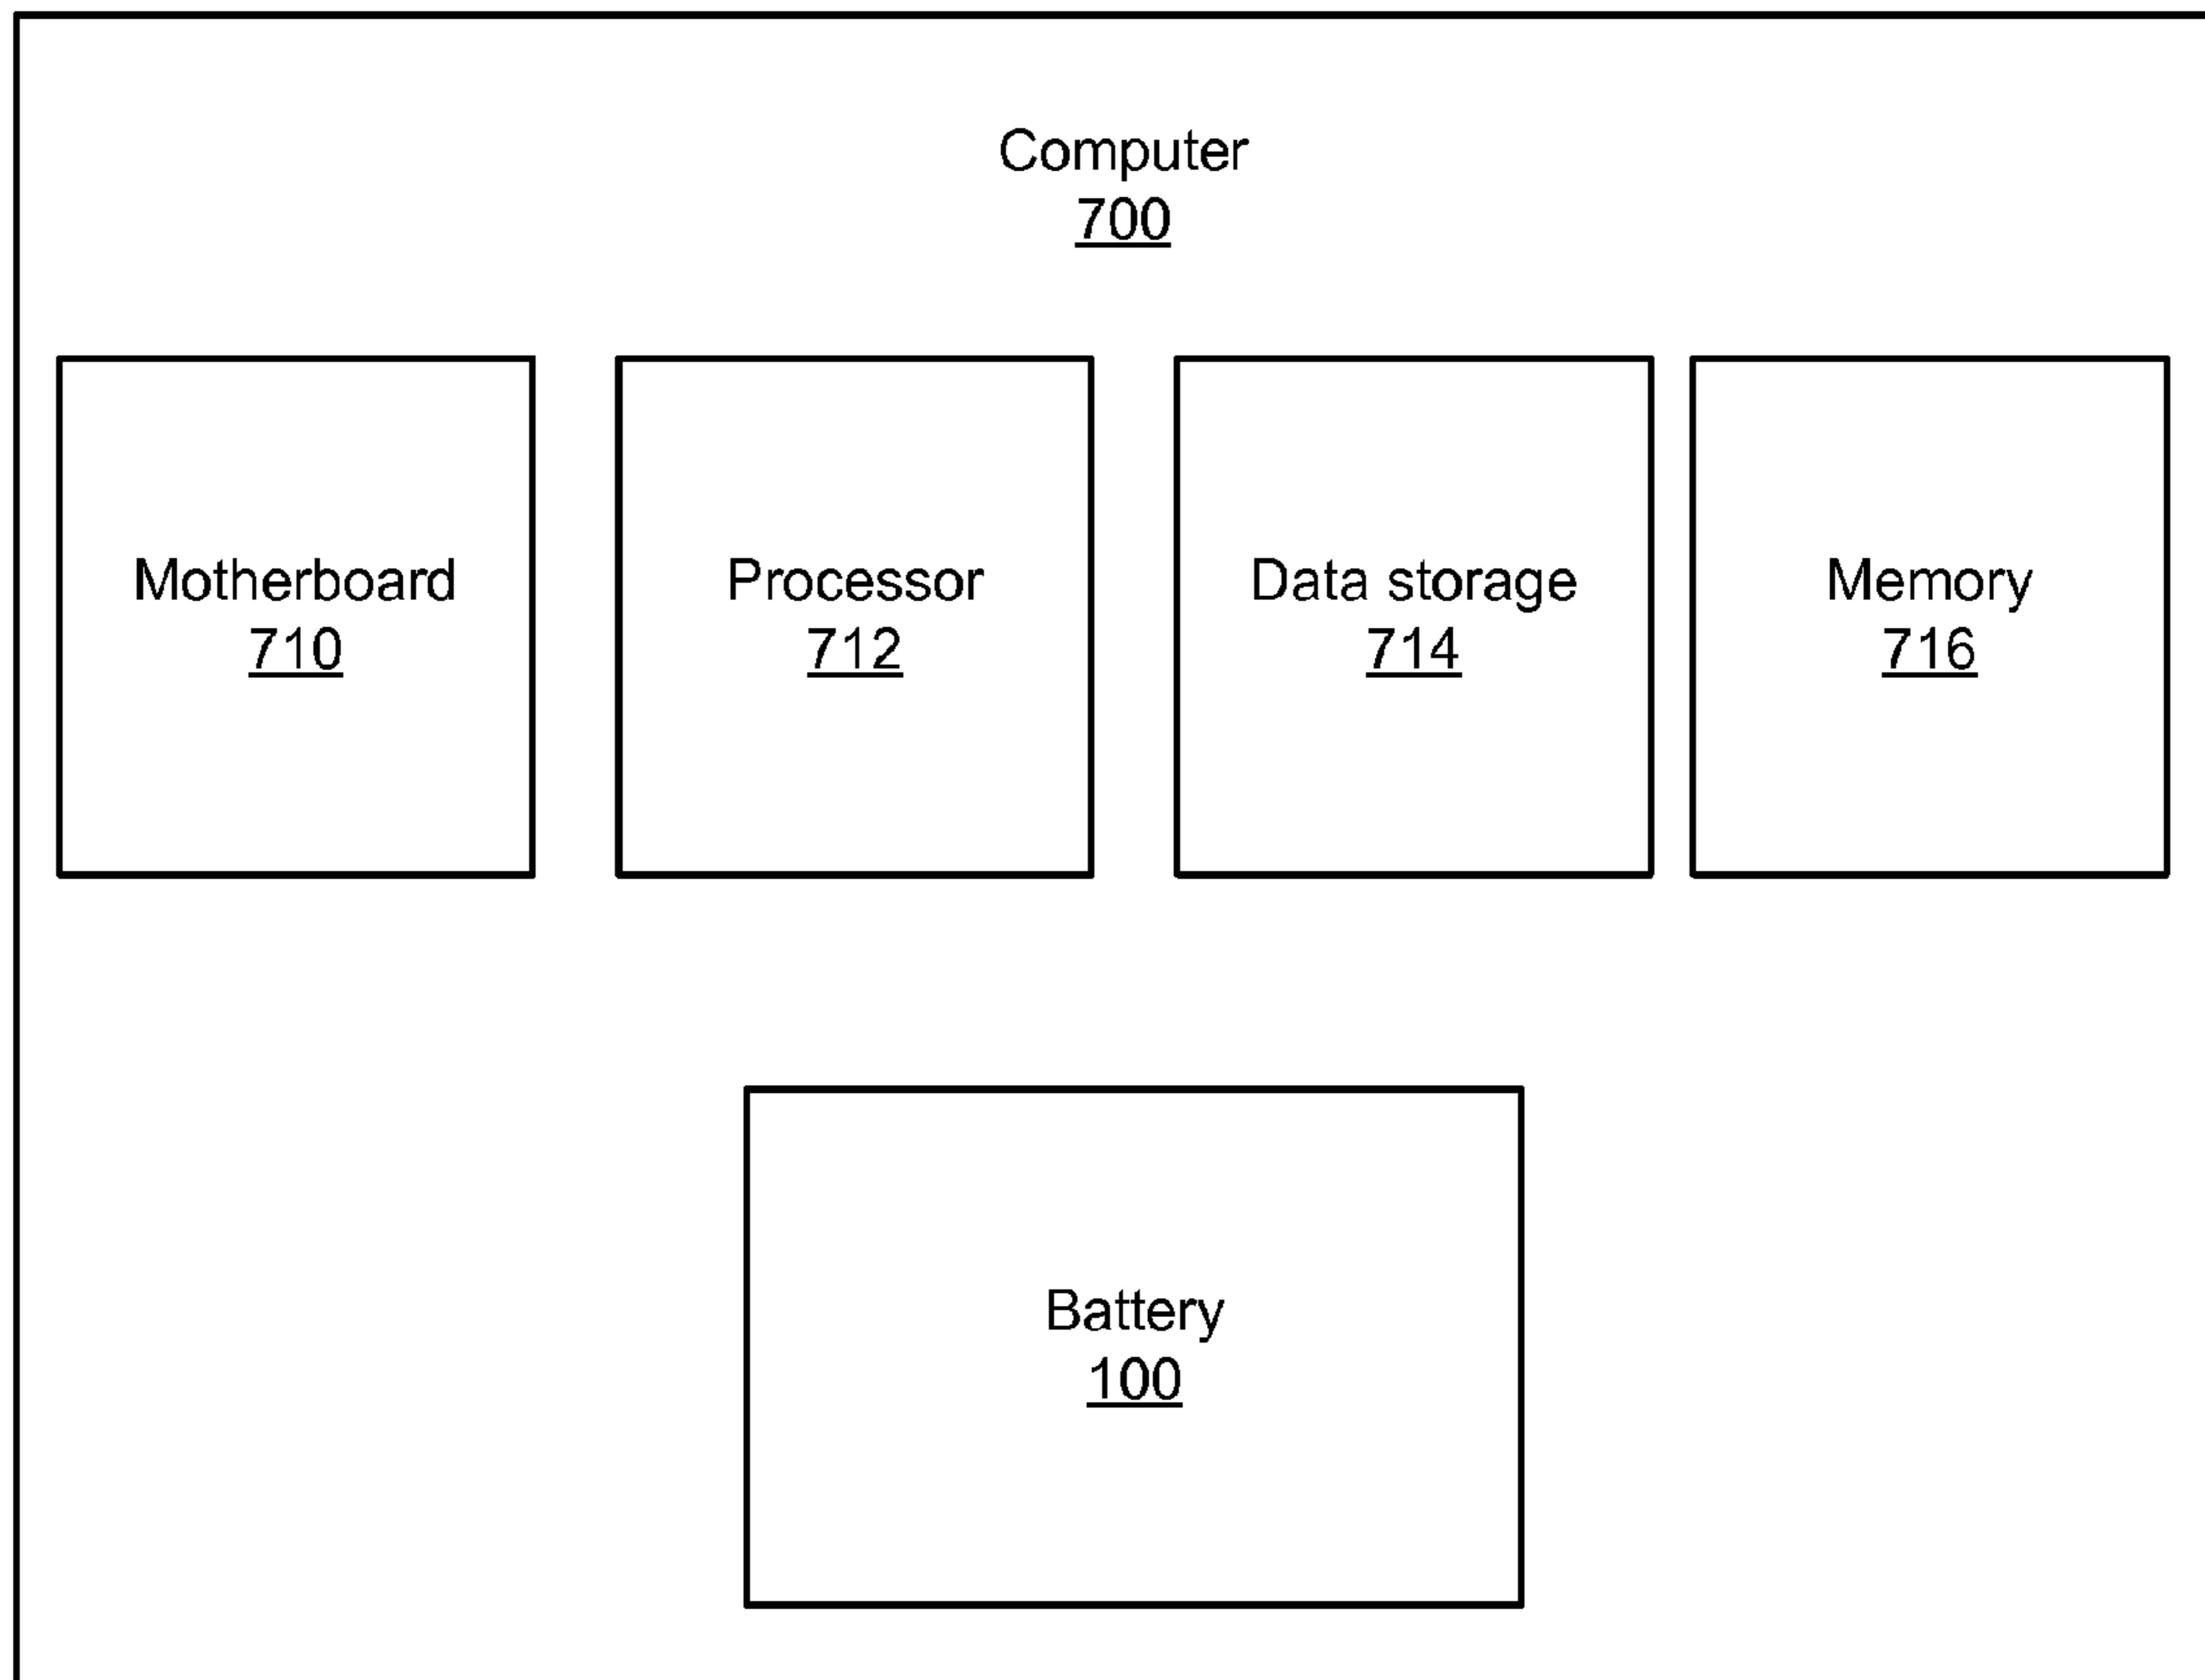 Computer
700
Motherboard
710
Processor
712
Data storage
714
Memory
716
Battery
100